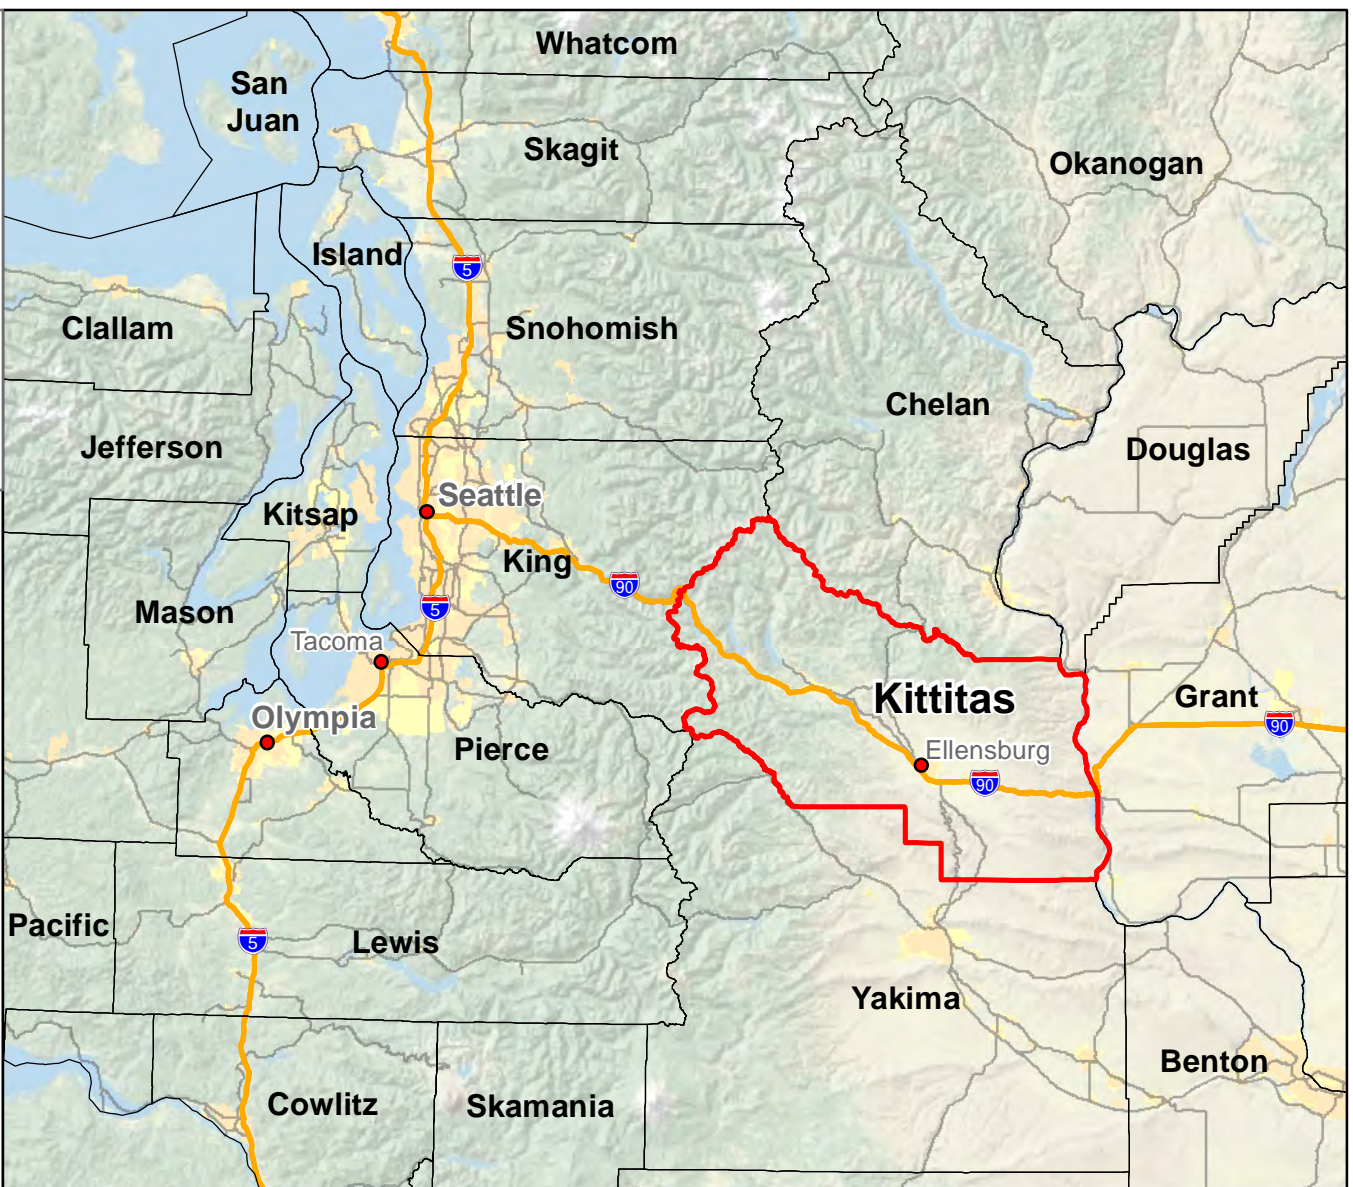 Whatcom
San
Juan
Skagit
Okanogan
Island
5
Clallam
Snohomish
Chelan
Jefferson
Douglas
Seattle
Kitsap
King
90
5
Mason
Tacoma
Kittitas
Grant
Olympia
90
Pierce
Ellensburg
90
Pacific
5
Lewis
Yakima
Benton
Cowlitz
Skamania